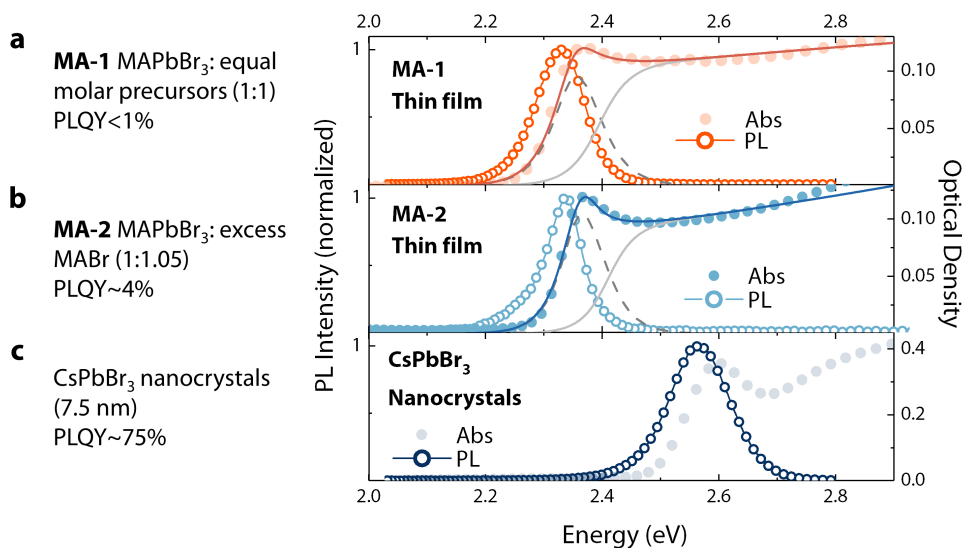 2.0 2.2 2.4 2.6 2.8
a
MA-1 MAPbBr3: equal
molar precursors (1:1)
PLQY<1%
1
MA-1
Thin film
Abs
PL
0.10
0.05
b
MA-2 MAPbBr3: excess
MABr (1:1.05)
PLQY~4%
1
MA-2
Thin film
Abs
PL
0.10
0.05
c
CsPbBr3 nanocrystals
(7.5 nm)
PLQY~75%
1
CsPbBr3
Nanocrystals
Abs
PL
0.4
0.2
0.0
PL Intensity (normalized)
Optical Density
2.0 2.2 2.4 2.6 2.8
Energy (eV)